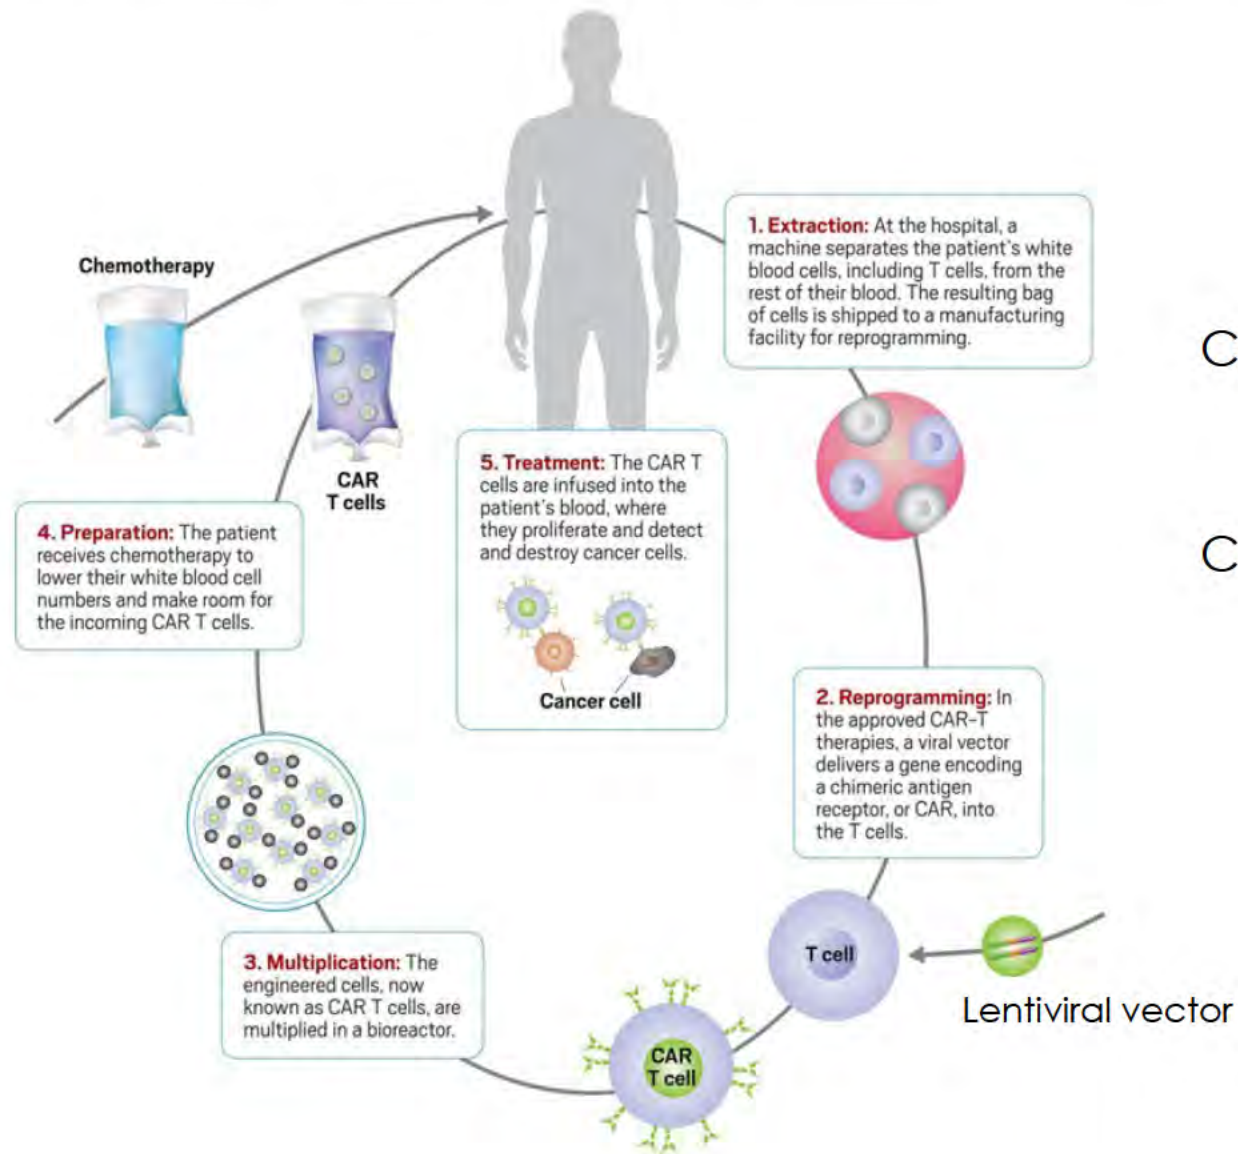 Chemotherapy
CAR
T cells
1. Extraction: At the hospital, a
machine separates the patient's white
blood cells, including T cells, from the
rest of their blood. The resulting bag
of cells is shipped to a manufacturing
facility for reprogramming.
C
C
2. Reprogramming: In
the approved CAR–T
therapies, a viral vector
delivers a gene encoding
a chimeric antigen
receptor, or CAR, into
the T cells.
T cell
Lentiviral vector
CAR
T cell
3. Multiplication: The
engineered cells, now
known as CAR T cells, are
multiplied in a bioreactor.
4. Preparation: The patient
receives chemotherapy to
lower their white blood cell
numbers and make room for
the incoming CAR T cells.
5. Treatment: The CAR T
cells are infused into the
patient's blood, where
they proliferate and detect
and destroy cancer cells.
Cancer cell